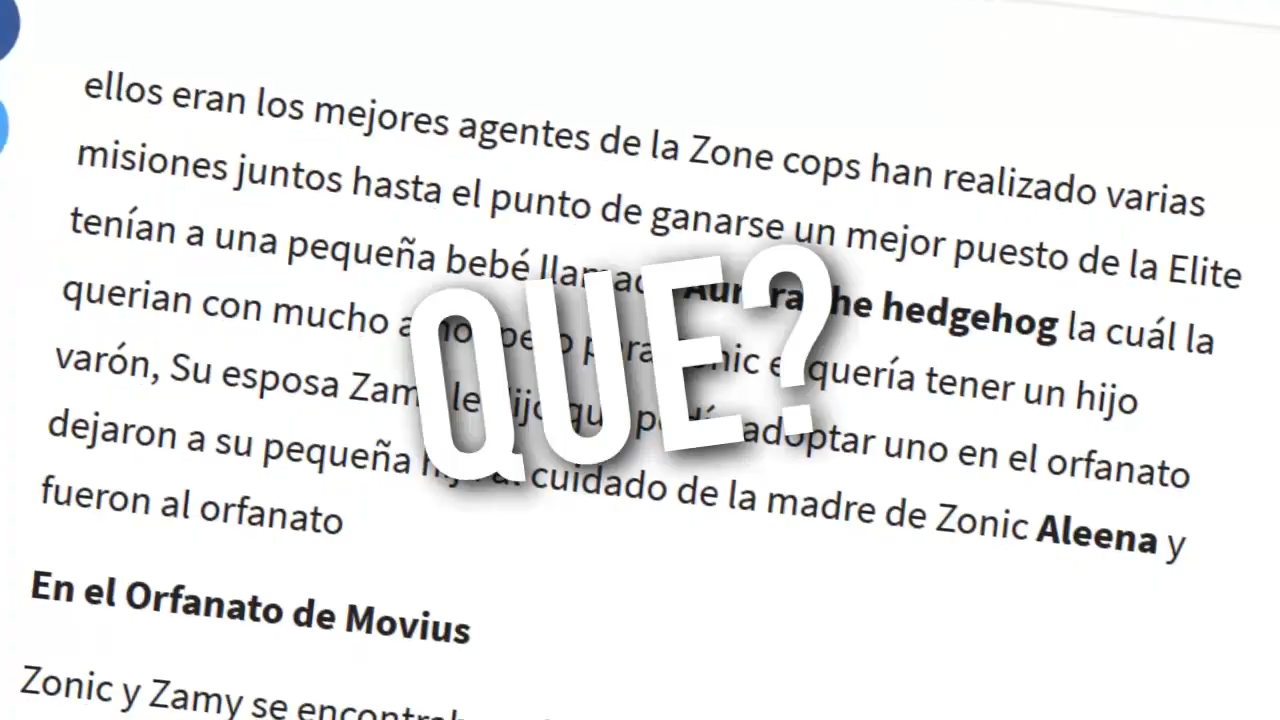 ellos eran los mejores agentes de la Zone cops han realizado varias
misiones juntos hasta el punto de ganarse un mejor puesto de la Elite
tenían a una pequeña bebé the hedgehog la cuál la
querian con mucho quería tener un hijo
varón, Su esposa adoptar uno en el orfanato
dejaron a su pequeña cuidado de la madre de Zonic Aleena y
fueron al orfanato
QUE?
En el Orfanato de Movius
Zonic y Zamy se